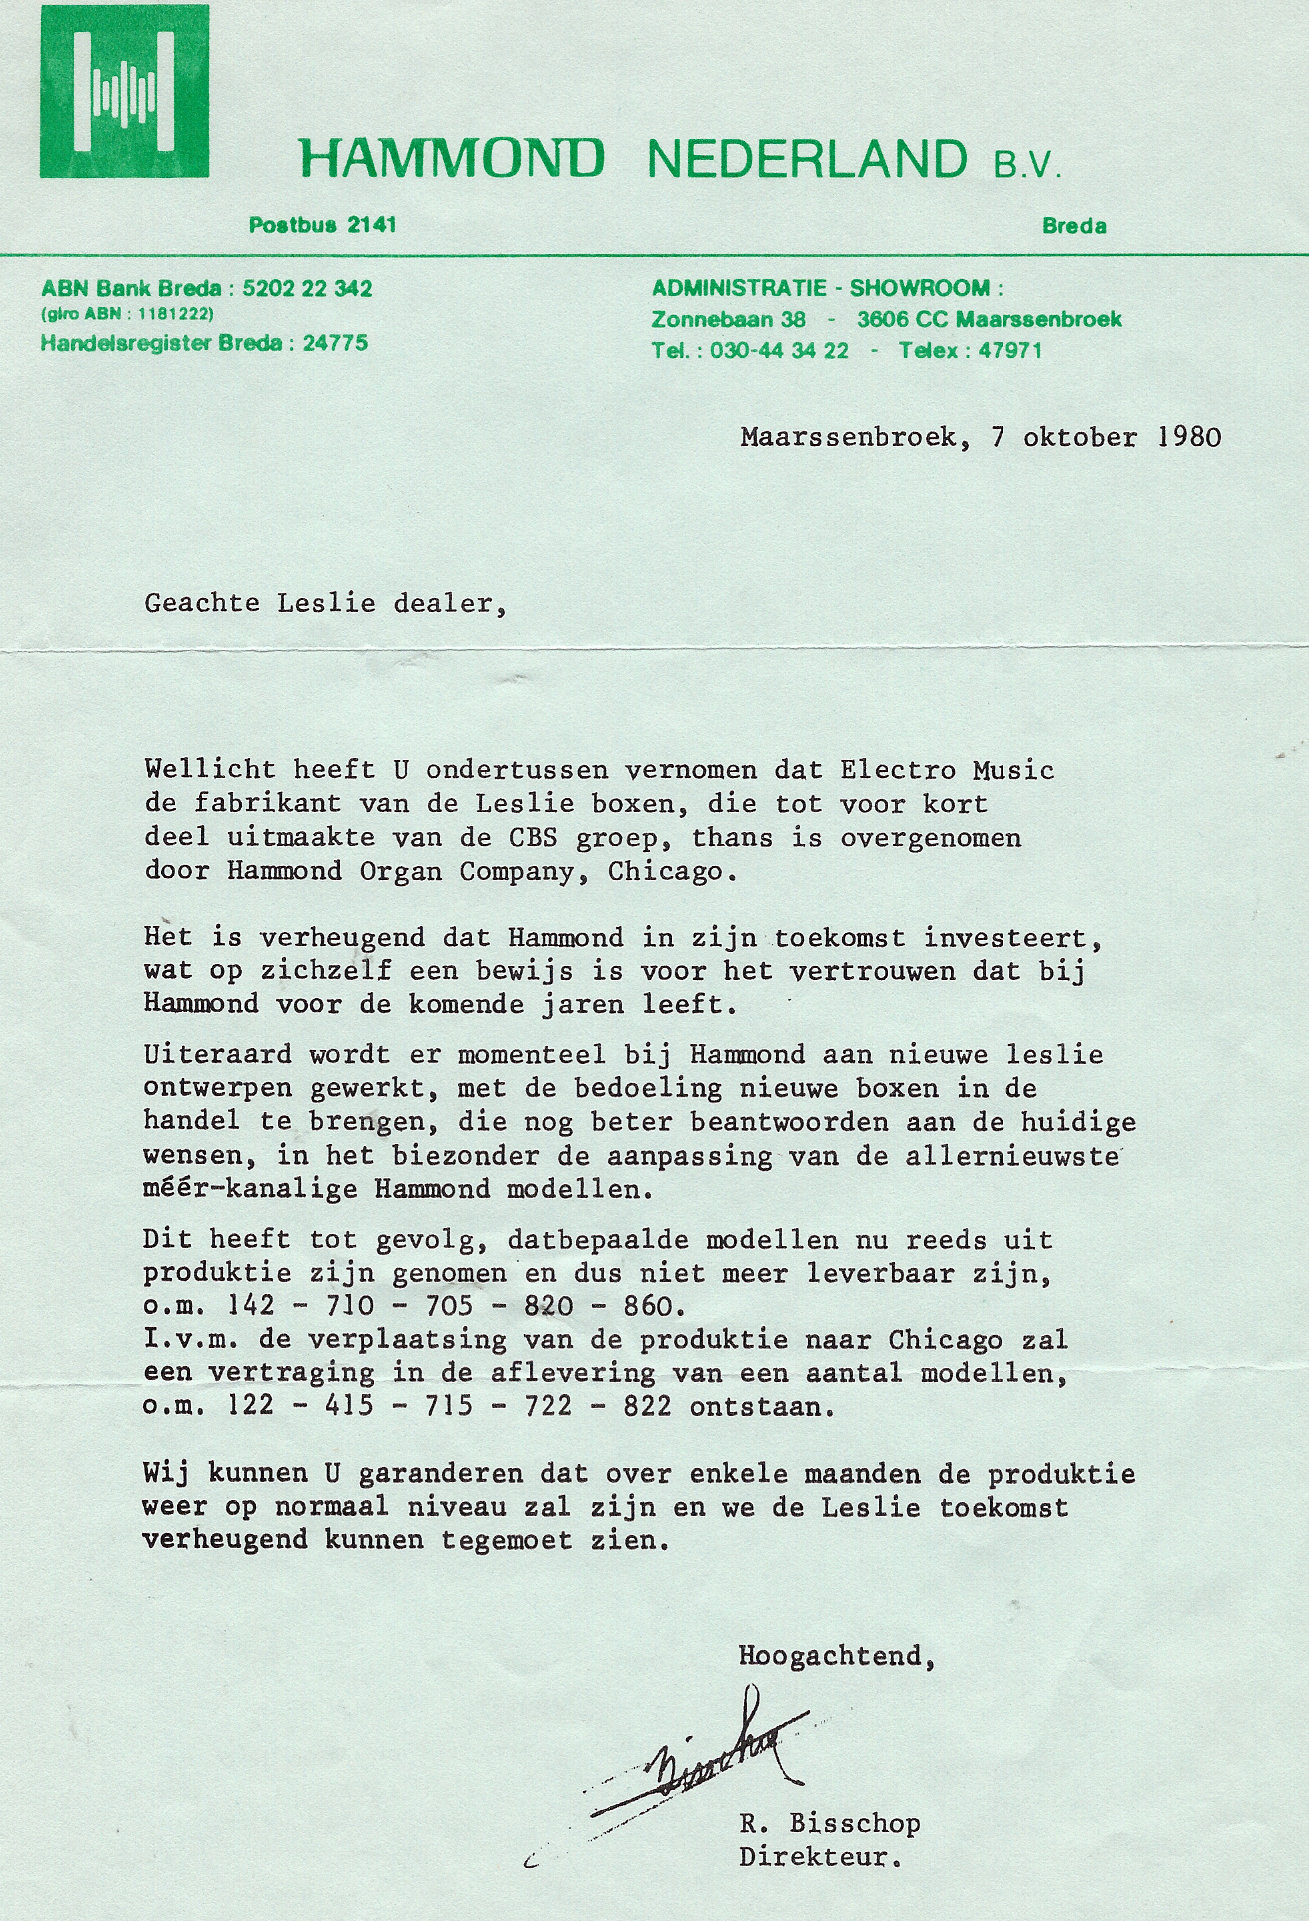 HAMMOND NEDERLAND B.V.
Postbus 2141 Breda
ABN Bank Breda : 5202 22 342
(giro ABN : 1181222)
Handelsregister Breda : 24775
ADMINISTRATIE - SHOWROOM :
Zonnebaan 38 - 3606 CC Maarssenbroek
Tel. : 030-44 34 22 - Telex : 47971
Maarssenbroek, 7 oktober 1980
Geachte Leslie dealer,
Wellicht heeft U ondertussen vernomen dat Electro Music
de fabrikant van de Leslie boxen, die tot voor kort
deel uitmaakte van de CBS groep, thans is overgenomen
door Hammond Organ Company, Chicago.
Het is verheugend dat Hammond in zijn toekomst investeert,
wat op zichzelf een bewijs is voor het vertrouwen dat bij
Hammond voor de komende jaren leeft.
Uiteraard wordt er momenteel bij Hammond aan nieuwe leslie
ontwerpen gewerkt, met de bedoeling nieuwe boxen in de
handel te brengen, die nog beter beantwoorden aan de huidige
wensen, in het biezonder de aanpassing van de allernieuwste
méér-kanalige Hammond modellen.
Dit heeft tot gevolg, datbepaalde modellen nu reeds uit
produktie zijn genomen en dus niet meer leverbaar zijn,
o.m. 142 - 710 - 705 - 820 - 860.
I.v.m. de verplaatsing van de produktie naar Chicago zal
een vertraging in de aflevering van een aantal modellen,
o.m. 122 - 415 - 715 - 722 - 822 ontstaan.
Wij kunnen U garanderen dat over enkele maanden de produktie
weer op normaal niveau zal zijn en we de Leslie toekomst
verheugend kunnen tegemoet zien.
Hoogachtend,
R. Bisschop
Direkteur.